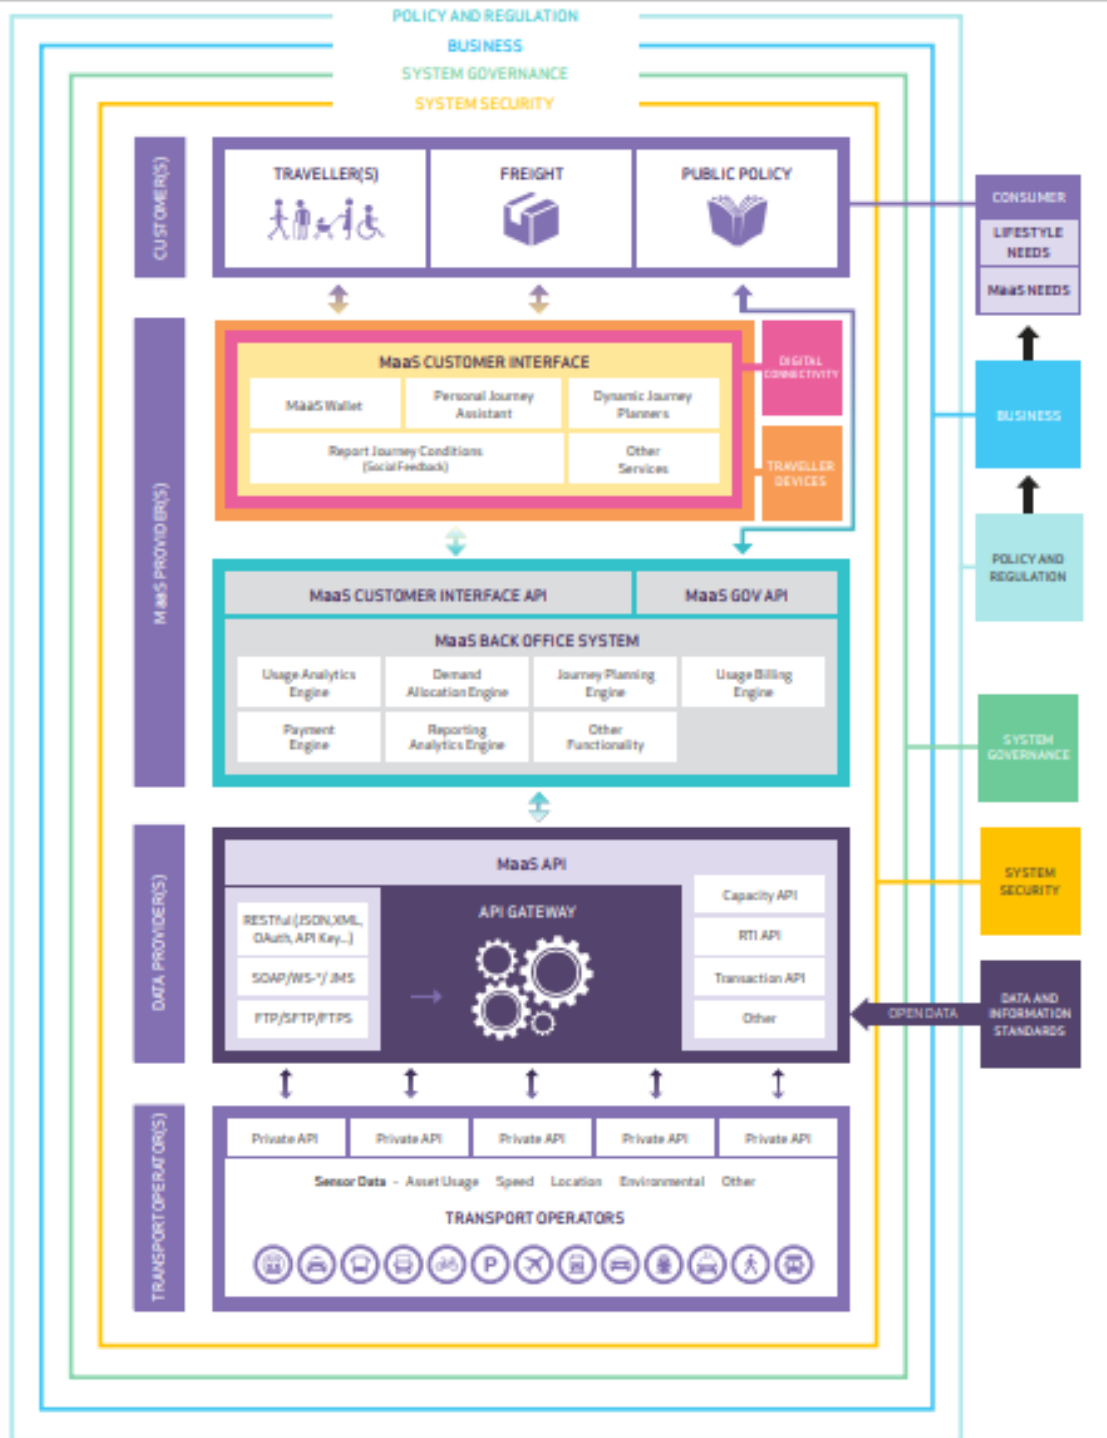 POLICY AND REGULATION
BUSINESS
SYSTEM GOVERNANCE
SYSTEM SECURITY
CUSTOMER(S)
TRAVELLER(S)
FREIGHT
PUBLIC POLICY
CONSUMER
LIFESTYLE
NEEDS
MaaS NEEDS
MaaS PROVIDER(S)
MaaS CUSTOMER INTERFACE
MaaS Wallet
Personal Journey
Assistant
Dynamic Journey
Planners
Report Journey Conditions
(Social Feedback)
Other
Services
DIGITAL
CONNECTIVITY
TRAVELLER
DEVICES
BUSINESS
POLICY AND
REGULATION
MaaS CUSTOMER INTERFACE API
MaaS GOV API
MaaS BACK OFFICE SYSTEM
Usage Analytics
Engine
Demand
Allocation Engine
Journey Planning
Engine
Usage Billing
Engine
Payment
Engine
Reporting
Analytics Engine
Other
Functionality
SYSTEM
GOVERNANCE
SYSTEM
SECURITY
DATA PROVIDER(S)
MaaS API
RESTful (JSON,XML,
OAuth, API Key...)
SOAP/WS-*/ JMS
FTP/SFTP/FTPS
API GATEWAY
Capacity API
RTI API
Transaction API
Other
OPEN DATA
DATA AND
INFORMATION
STANDARDS
TRANSPORT OPERATOR(S)
Private API
Private API
Private API
Private API
Private API
Sensor Data - Asset Usage Speed Location Environmental Other
TRANSPORT OPERATORS
P